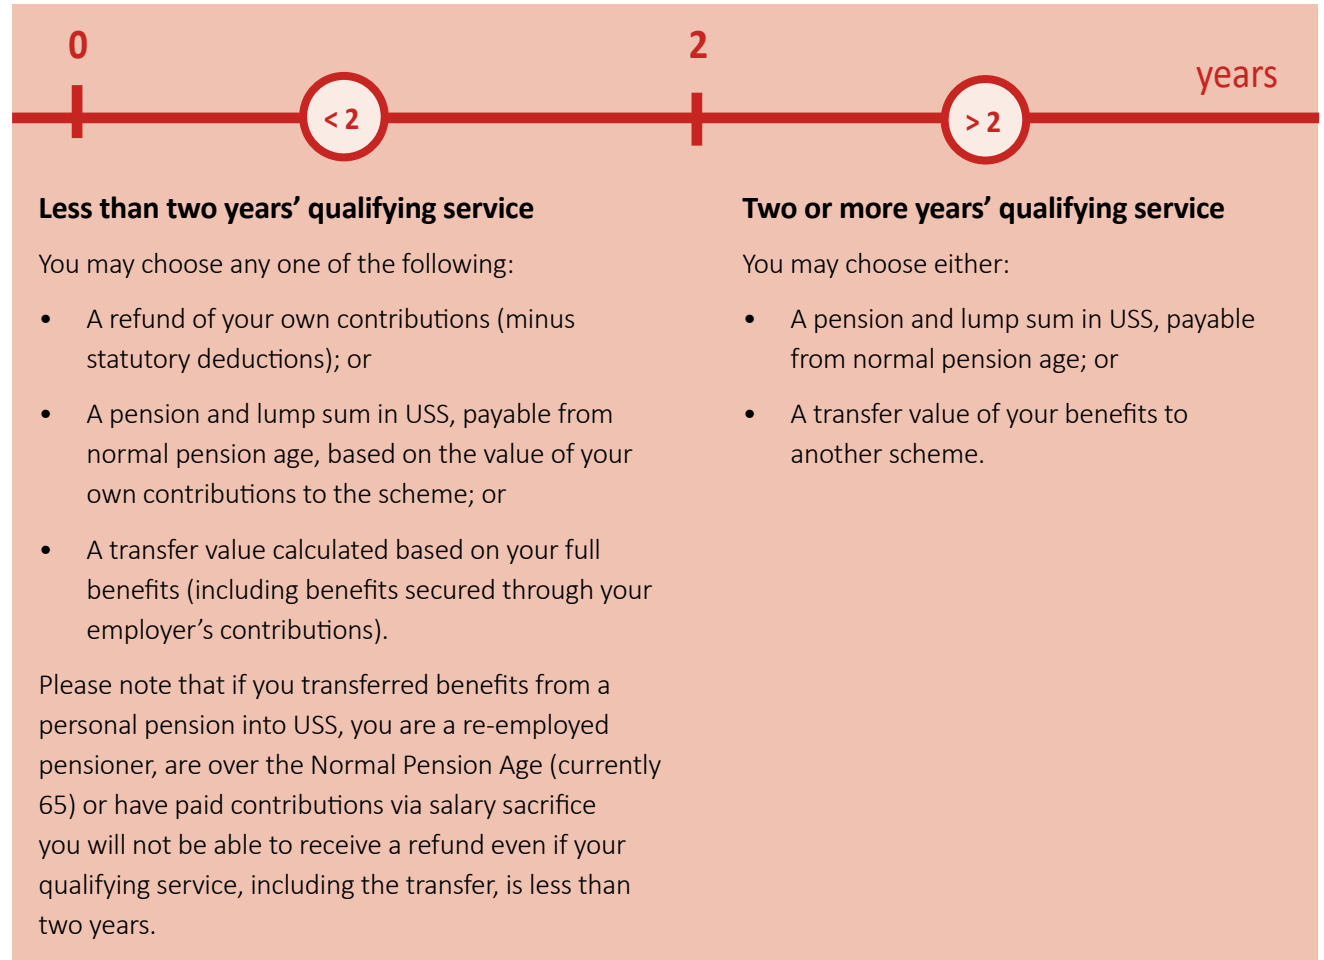 0
2
years
< 2
> 2
Less than two years’ qualifying service
You may choose any one of the following:
• A refund of your own contributions (minus
statutory deductions); or
• A pension and lump sum in USS, payable from
normal pension age, based on the value of your
own contributions to the scheme; or
• A transfer value calculated based on your full
benefits (including benefits secured through your
employer’s contributions).
Please note that if you transferred benefits from a
personal pension into USS, you are a re-employed
pensioner, are over the Normal Pension Age (currently
65) or have paid contributions via salary sacrifice
you will not be able to receive a refund even if your
qualifying service, including the transfer, is less than
two years.
Two or more years’ qualifying service
You may choose either:
• A pension and lump sum in USS, payable
from normal pension age; or
• A transfer value of your benefits to
another scheme.